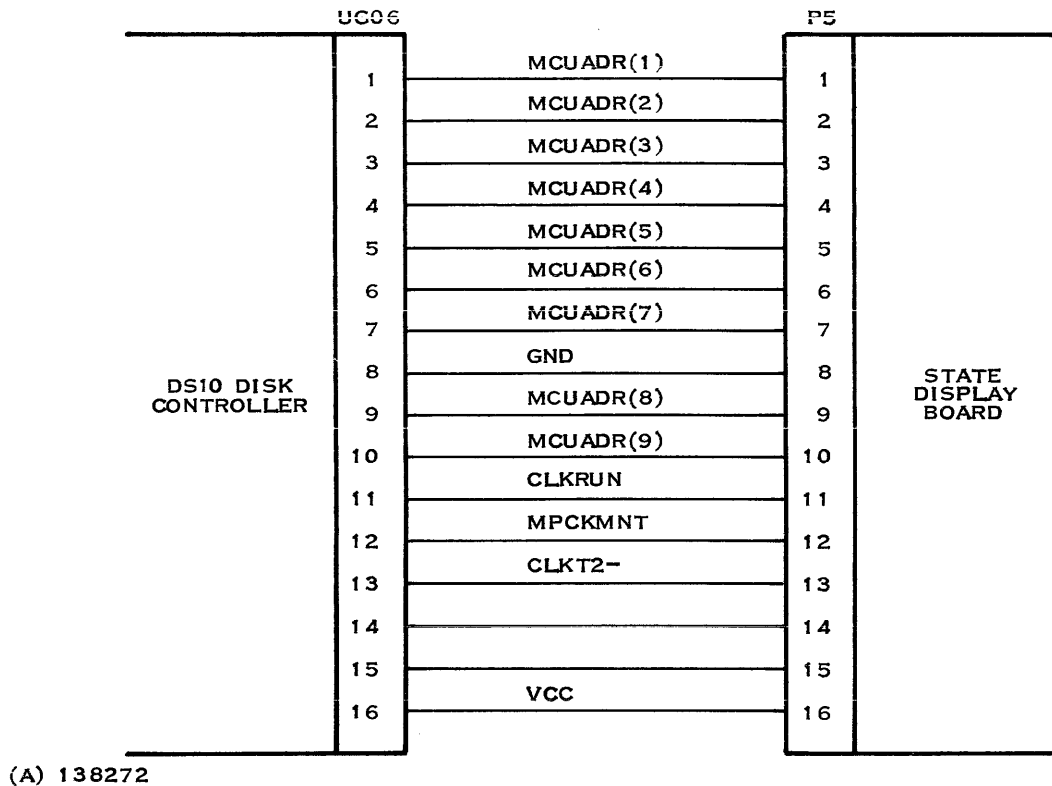 UC06 P5
MCUADR(1)
1 1
MCUADR(2)
2 2
MCUADR(3)
3 3
MCUADR(4)
4 4
MCUADR(5)
5 5
MCUADR(6)
6 6
MCUADR(7)
7 7
GND
8 8
DS10 DISK
CONTROLLER
STATE
DISPLAY
BOARD
MCUADR(8)
9 9
MCUADR(9)
10 10
CLKRUN
11 11
MPCKMNT
12 12
CLKT2-
13 13
14 14
15 15
VCC
16 16
(A) 138272